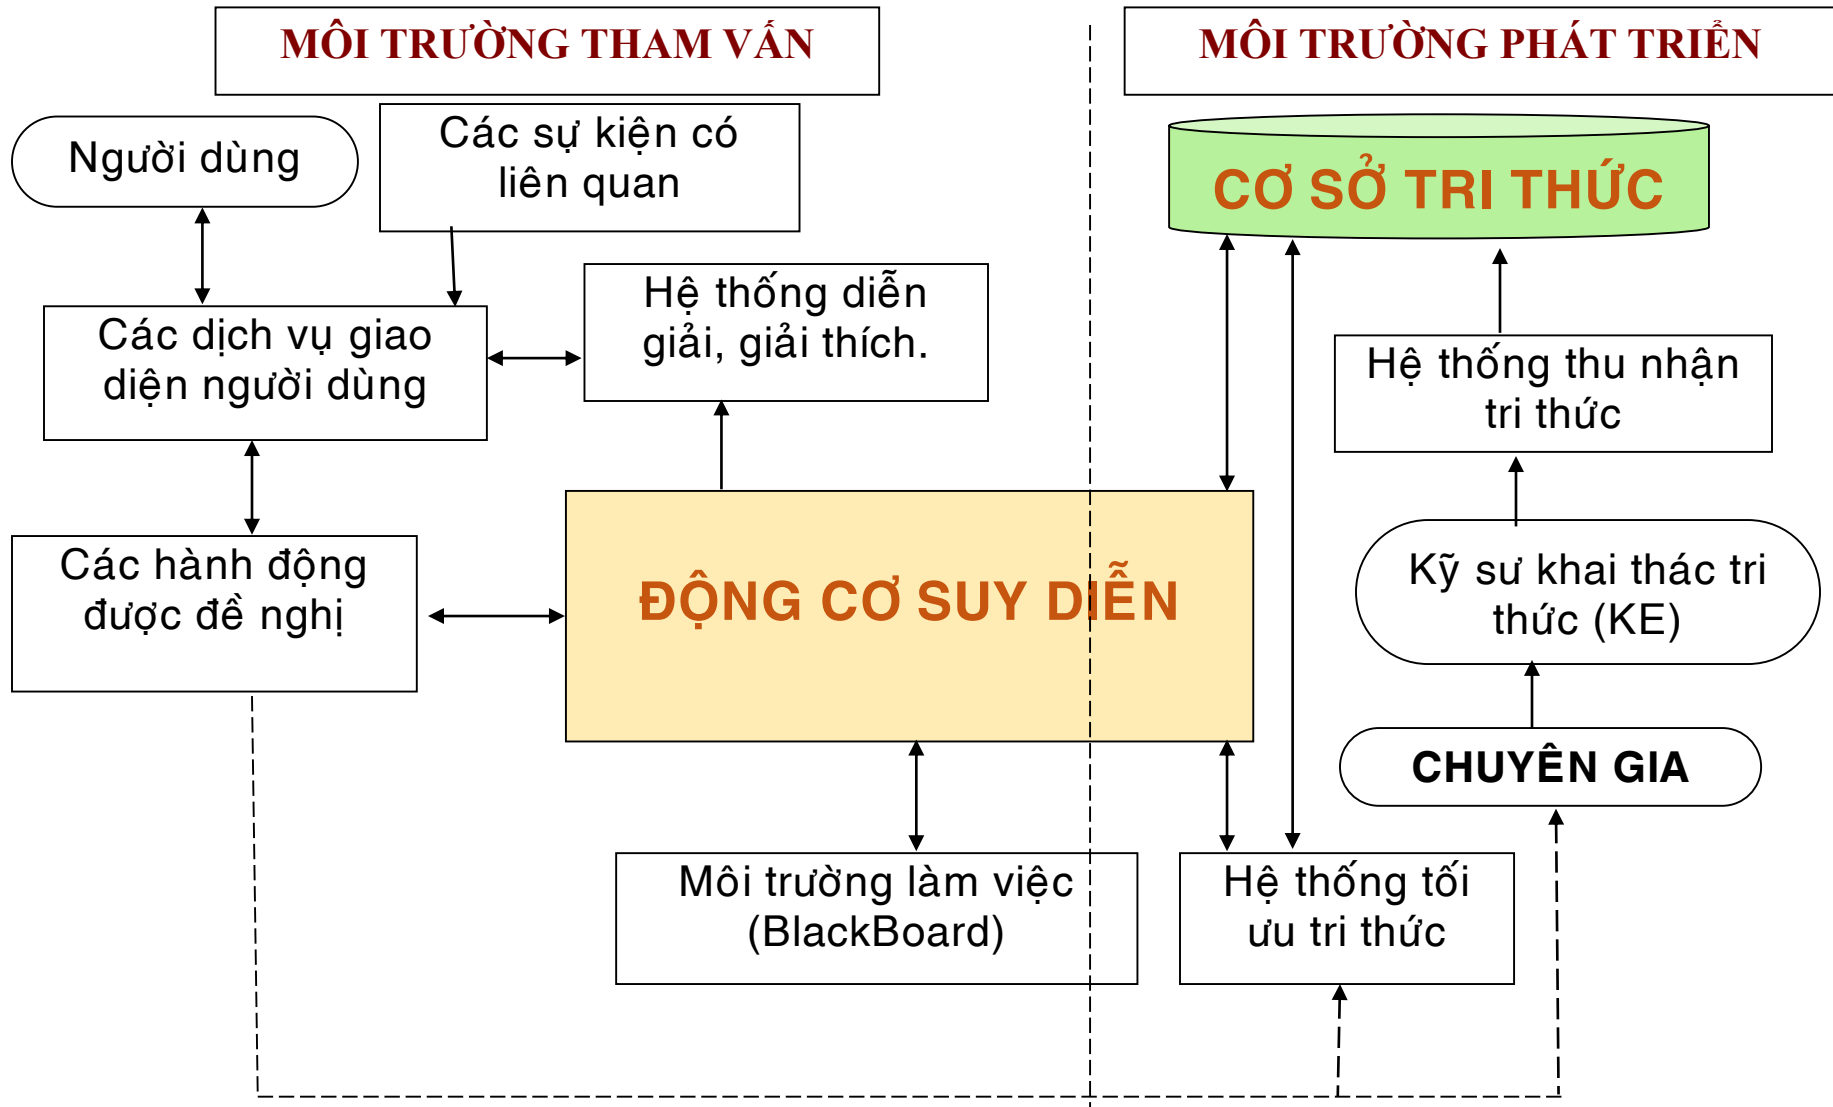 MÔI TRƯỜNG THAM VẤN
MÔI TRƯỜNG PHÁT TRIỂN
Người dùng
Các sự kiện có
liên quan
CƠ SỞ TRI THỨC
Các dịch vụ giao
diện người dùng
Hệ thống diễn
giải, giải thích.
Hệ thống thu nhận
tri thức
Các hành động
được đề nghị
ĐỘNG CƠ SUY DIỄN
Kỹ sư khai thác tri
thức (KE)
CHUYÊN GIA
Môi trường làm việc
(BlackBoard)
Hệ thống tối
ưu tri thức